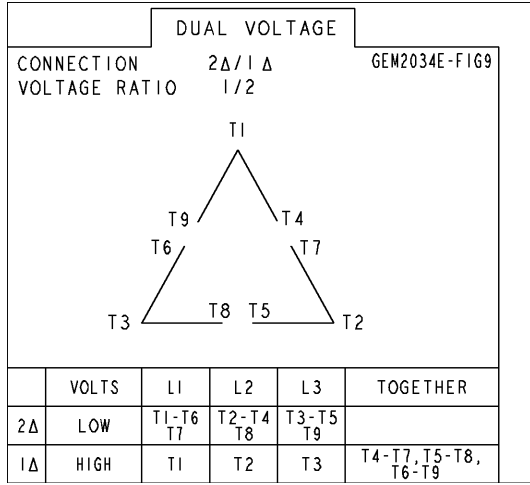 DUAL VOLTAGE
CONNECTION 2Δ/1Δ GEM2034E-FIG9
VOLTAGE RATIO 1/2
T1
T9 T4
T6 T7
T8 T5
T3 T2
VOLTS L1 L2 L3 TOGETHER
2Δ LOW T1-T6 T7 T2-T4 T8 T3-T5 T9
1Δ HIGH T1 T2 T3 T4-T7, T5-T8, T6-T9